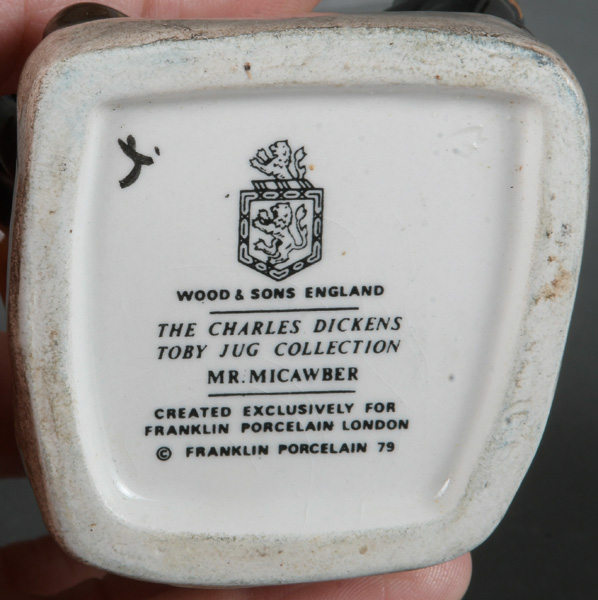 WOOD & SONS ENGLAND
THE CHARLES DICKENS
TOBY JUG COLLECTION
MR. MICAWBER
CREATED EXCLUSIVELY FOR
FRANKLIN PORCELAIN LONDON
© FRANKLIN PORCELAIN 79